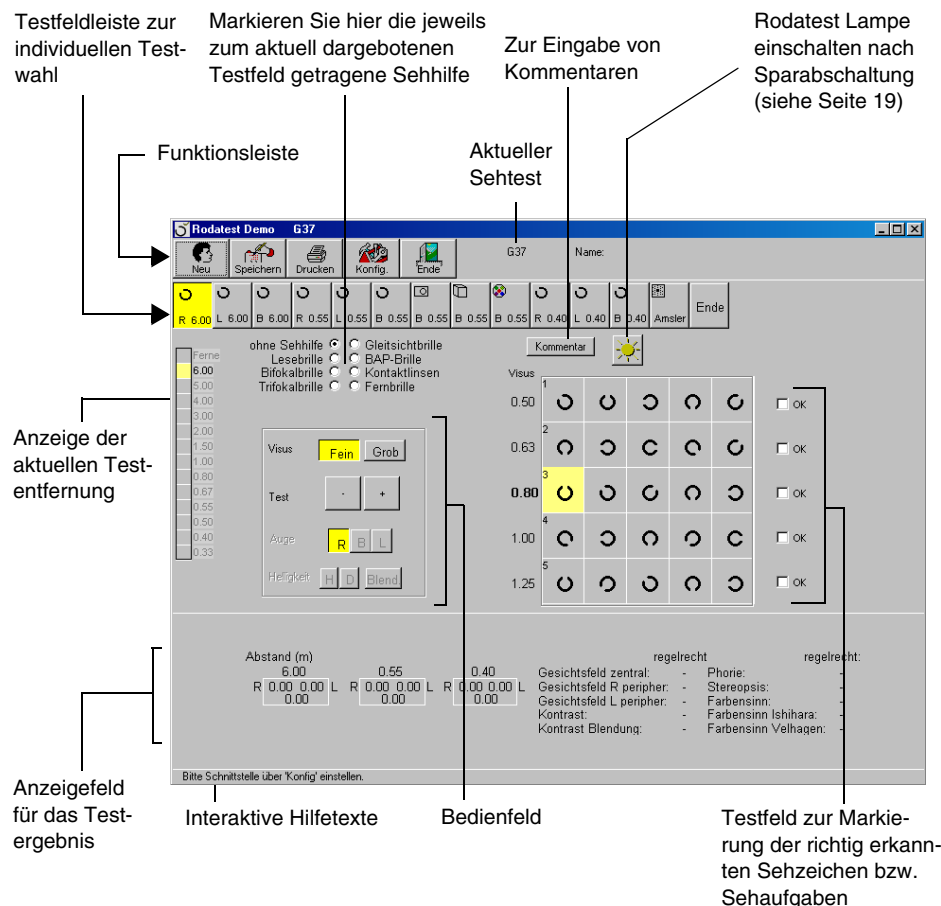 Testfeldleiste zur
individuellen Test-
wahl
Markieren Sie hier die jeweils
zum aktuell dargebotenen
Testfeld getragene Sehhilfe
Zur Eingabe von
Kommentaren
Rodatest Lampe
einschalten nach
Sparabschaltung
(siehe Seite 19)
Funktionsleiste
Aktueller
Sehtest
Rodatest Demo G37
Neu Speichern Drucken Konfig. Ende G37 Name:
R 6.00 L 6.00 B 6.00 R 0.55 L 0.55 B 0.55 B 0.55 B 0.55 B 0.55 R 0.40 L 0.40 B 0.40 Amsler Ende
ohne Sehhilfe Gleitsichtbrille
Lesebrille BAP-Brille
Bifokalbrille Kontaktlinsen
Trifokalbrille Fernbrille
Kommentar
Ferne
6.00
5.00
4.00
3.00
2.00
1.50
1.00
0.80
0.67
0.55
0.50
0.40
0.33
Anzeige der
aktuellen Test-
entfernung
Visus Fein Grob
Test - +
Auge R B L
Helligkeit H D Blend.
Visus
0.50 1 OK
0.63 2 OK
0.80 3 OK
1.00 4 OK
1.25 5 OK
Abstand (m)
6.00 0.55 0.40
R 0.00 0.00 L R 0.00 0.00 L R 0.00 0.00 L
0.00 0.00 0.00
regelrecht regelrecht:
Gesichtsfeld zentral: - Phorie: -
Gesichtsfeld R peripher: - Stereopsis: -
Gesichtsfeld L peripher: - Farbensinn: -
Kontrast: - Farbensinn Ishihara: -
Kontrast Blendung: - Farbensinn Velhagen: -
Bitte Schnittstelle über 'Konfig' einstellen.
Anzeigefeld
für das Test-
ergebnis
Interaktive Hilfetexte
Bedienfeld
Testfeld zur Markie-
rung der richtig erkann-
ten Sehzeichen bzw.
Sehaufgaben